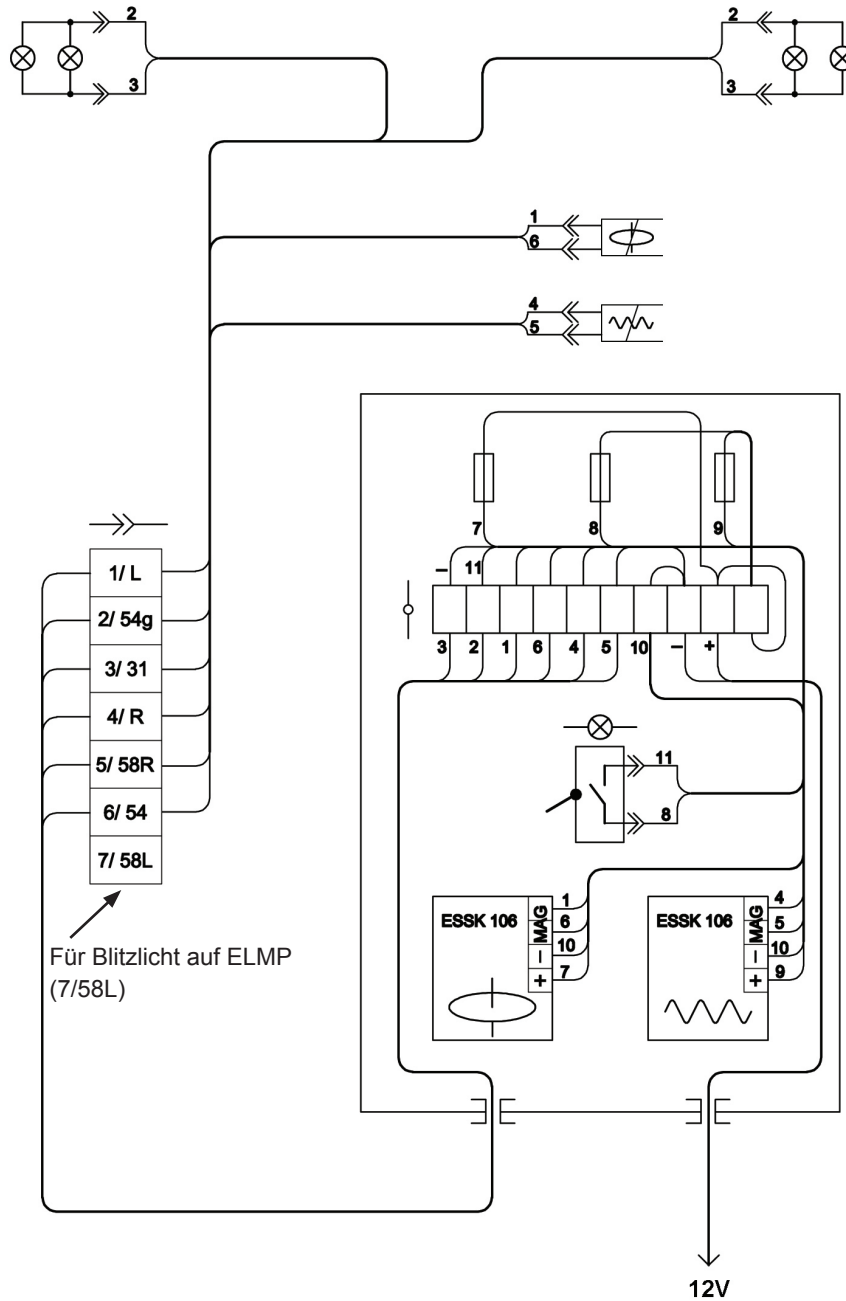 2
2
3
3
1
6
4
5
7
8
9
–
11
1/ L
2/ 54g
3/ 31
4/ R
5/ 58R
6/ 54
7/ 58L
3 2 1 6 4 5 10 – +
11
8
ESSK 106
MAG
–
+
1
6
10
7
ESSK 106
MAG
–
+
4
5
10
9
Für Blitzlicht auf ELMP
(7/58L)
12V